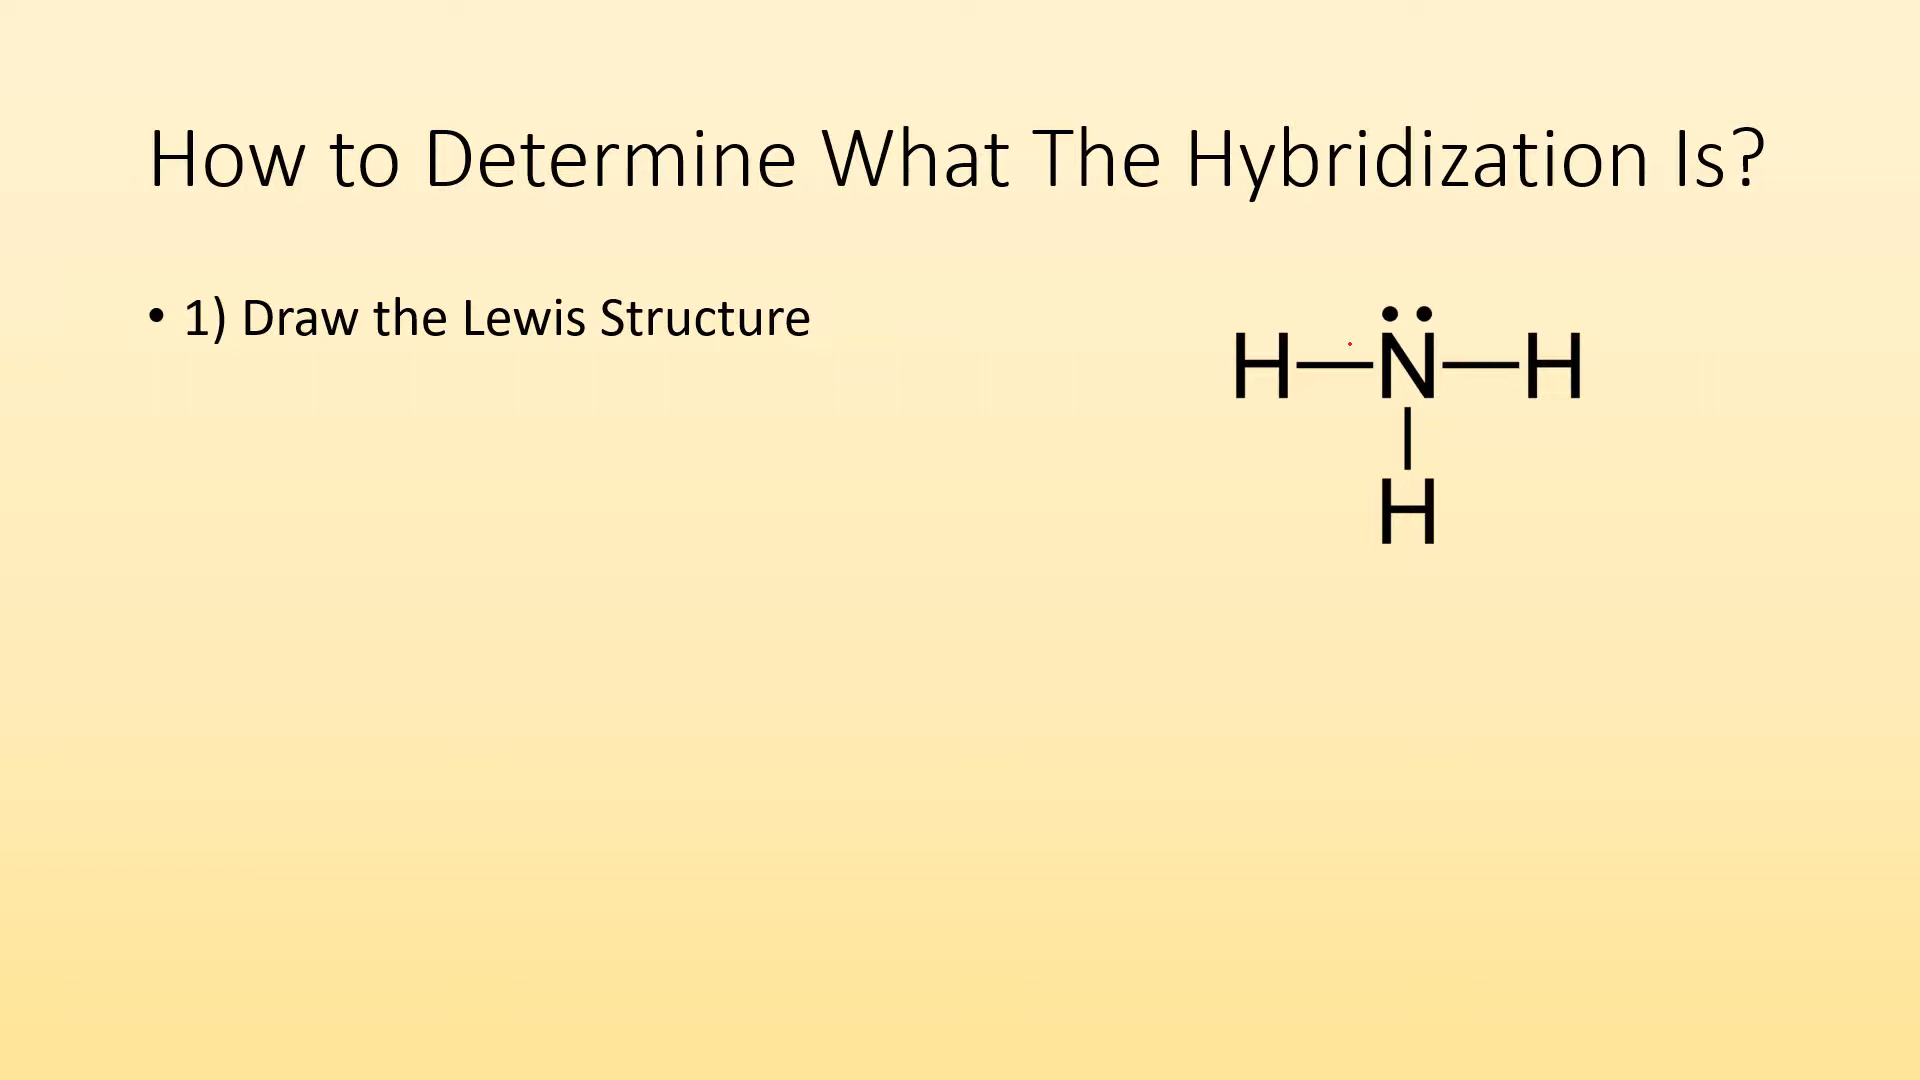 How to Determine What The Hybridization Is?
• 1) Draw the Lewis Structure
H—N—H
H